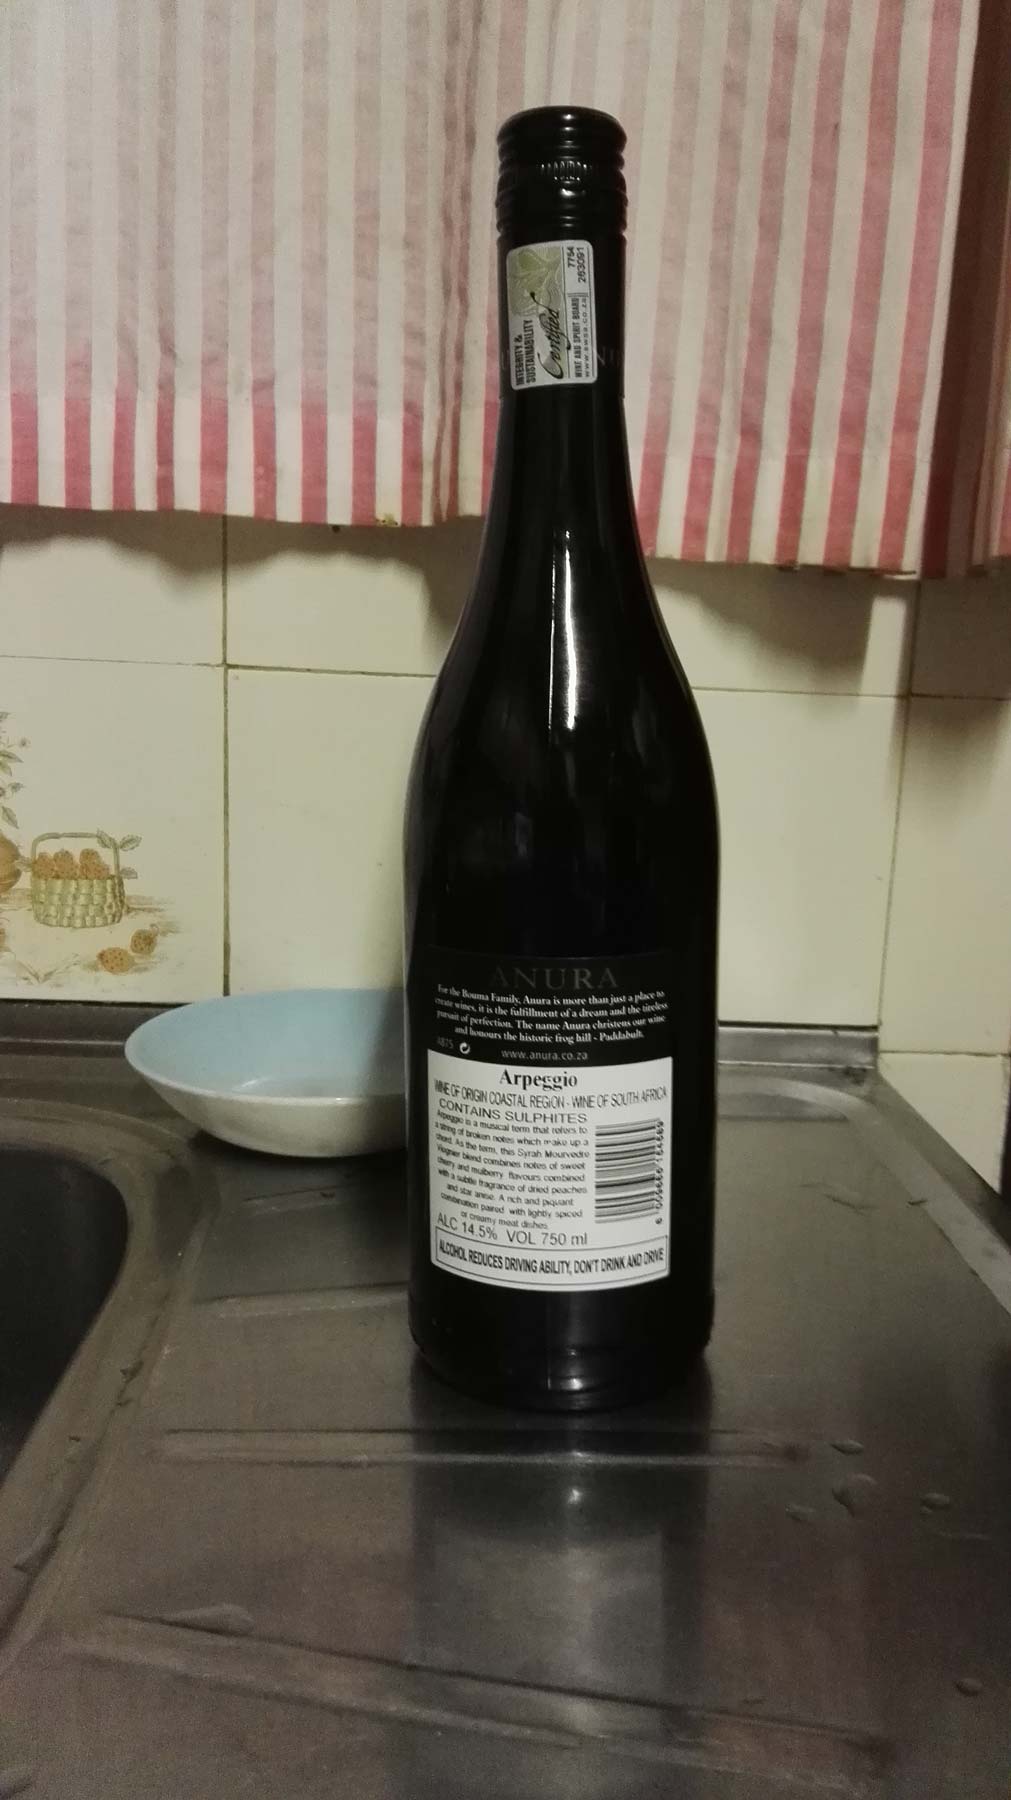 INTEGRITY &
SUSTAINABILITY
Certified
WINE AND SPIRIT BOARD
www.swsa.co.za
7754
263091
ANURA
For the Bouma Family, Anura is more than just a place to
create wines, it is the fulfillment of a dream and the tireless
pursuit of perfection. The name Anura christens our wine
and honours the historic frog hill - Paddabult.
A875
www.anura.co.za
Arpeggio
WINE OF ORIGIN COASTAL REGION - WINE OF SOUTH AFRICA
CONTAINS SULPHITES
Arpeggio is a musical term that refers to
a string of broken notes which make up a
chord. As the term, this Syrah Mourvedre
Viognier blend combines notes of sweet
cherry and mulberry flavours combined
with a subtle fragrance of dried peaches
and star anise. A rich and piquant
combination paired with lightly spiced
or creamy meat dishes.
ALC 14.5% VOL 750 ml
ALCOHOL REDUCES DRIVING ABILITY, DON'T DRINK AND DRIVE